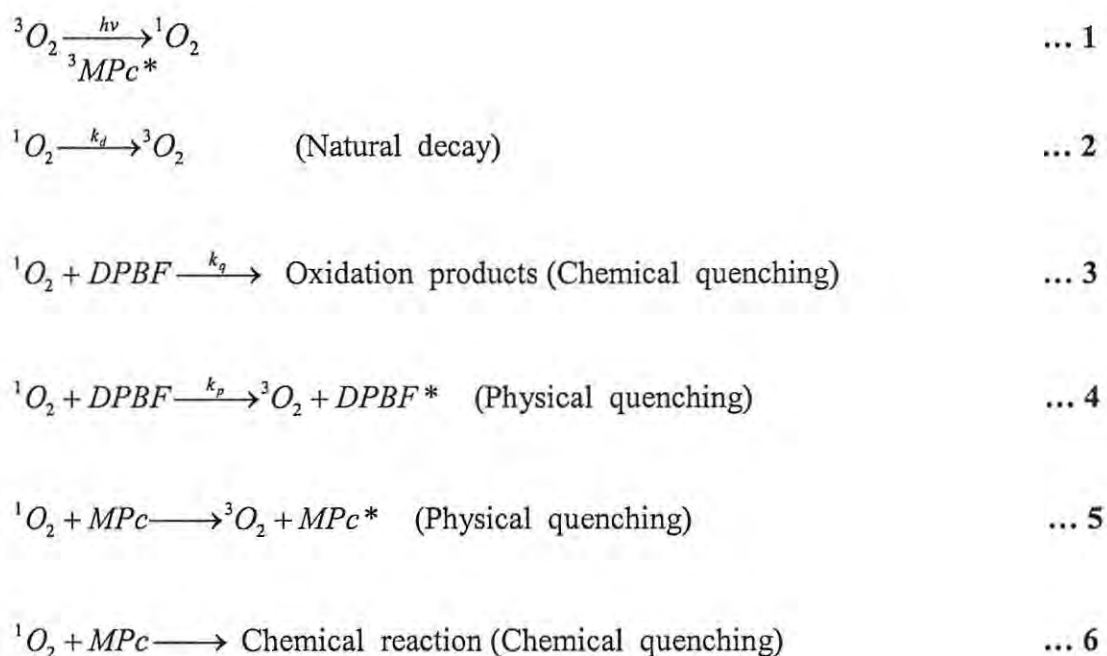 ³O₂ —hν→ ¹O₂ ... 1
³MPc*
¹O₂ —k_d→ ³O₂ (Natural decay) ... 2
¹O₂ + DPBF —k_q→ Oxidation products (Chemical quenching) ... 3
¹O₂ + DPBF —k_p→ ³O₂ + DPBF* (Physical quenching) ... 4
¹O₂ + MPc ——→ ³O₂ + MPc* (Physical quenching) ... 5
¹O₂ + MPc ——→ Chemical reaction (Chemical quenching) ... 6